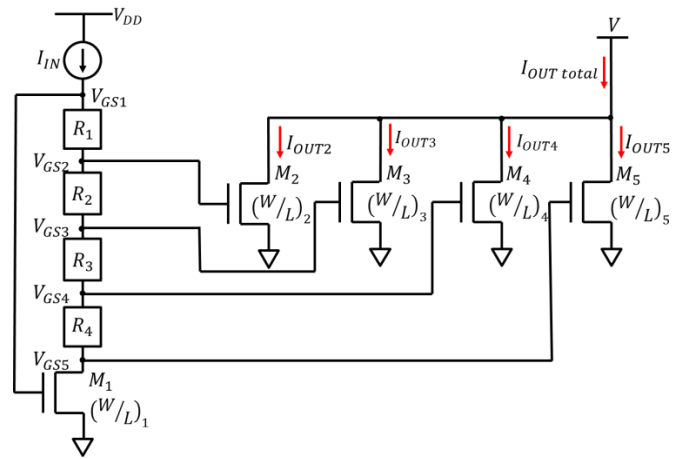 V_DD
V
I_IN
I_OUT total
V_GS1
R_1
I_OUT2
I_OUT3
I_OUT4
I_OUT5
V_GS2
M_2
M_3
M_4
M_5
R_2
(W/L)_2
(W/L)_3
(W/L)_4
(W/L)_5
V_GS3
R_3
V_GS4
R_4
V_GS5
M_1
(W/L)_1